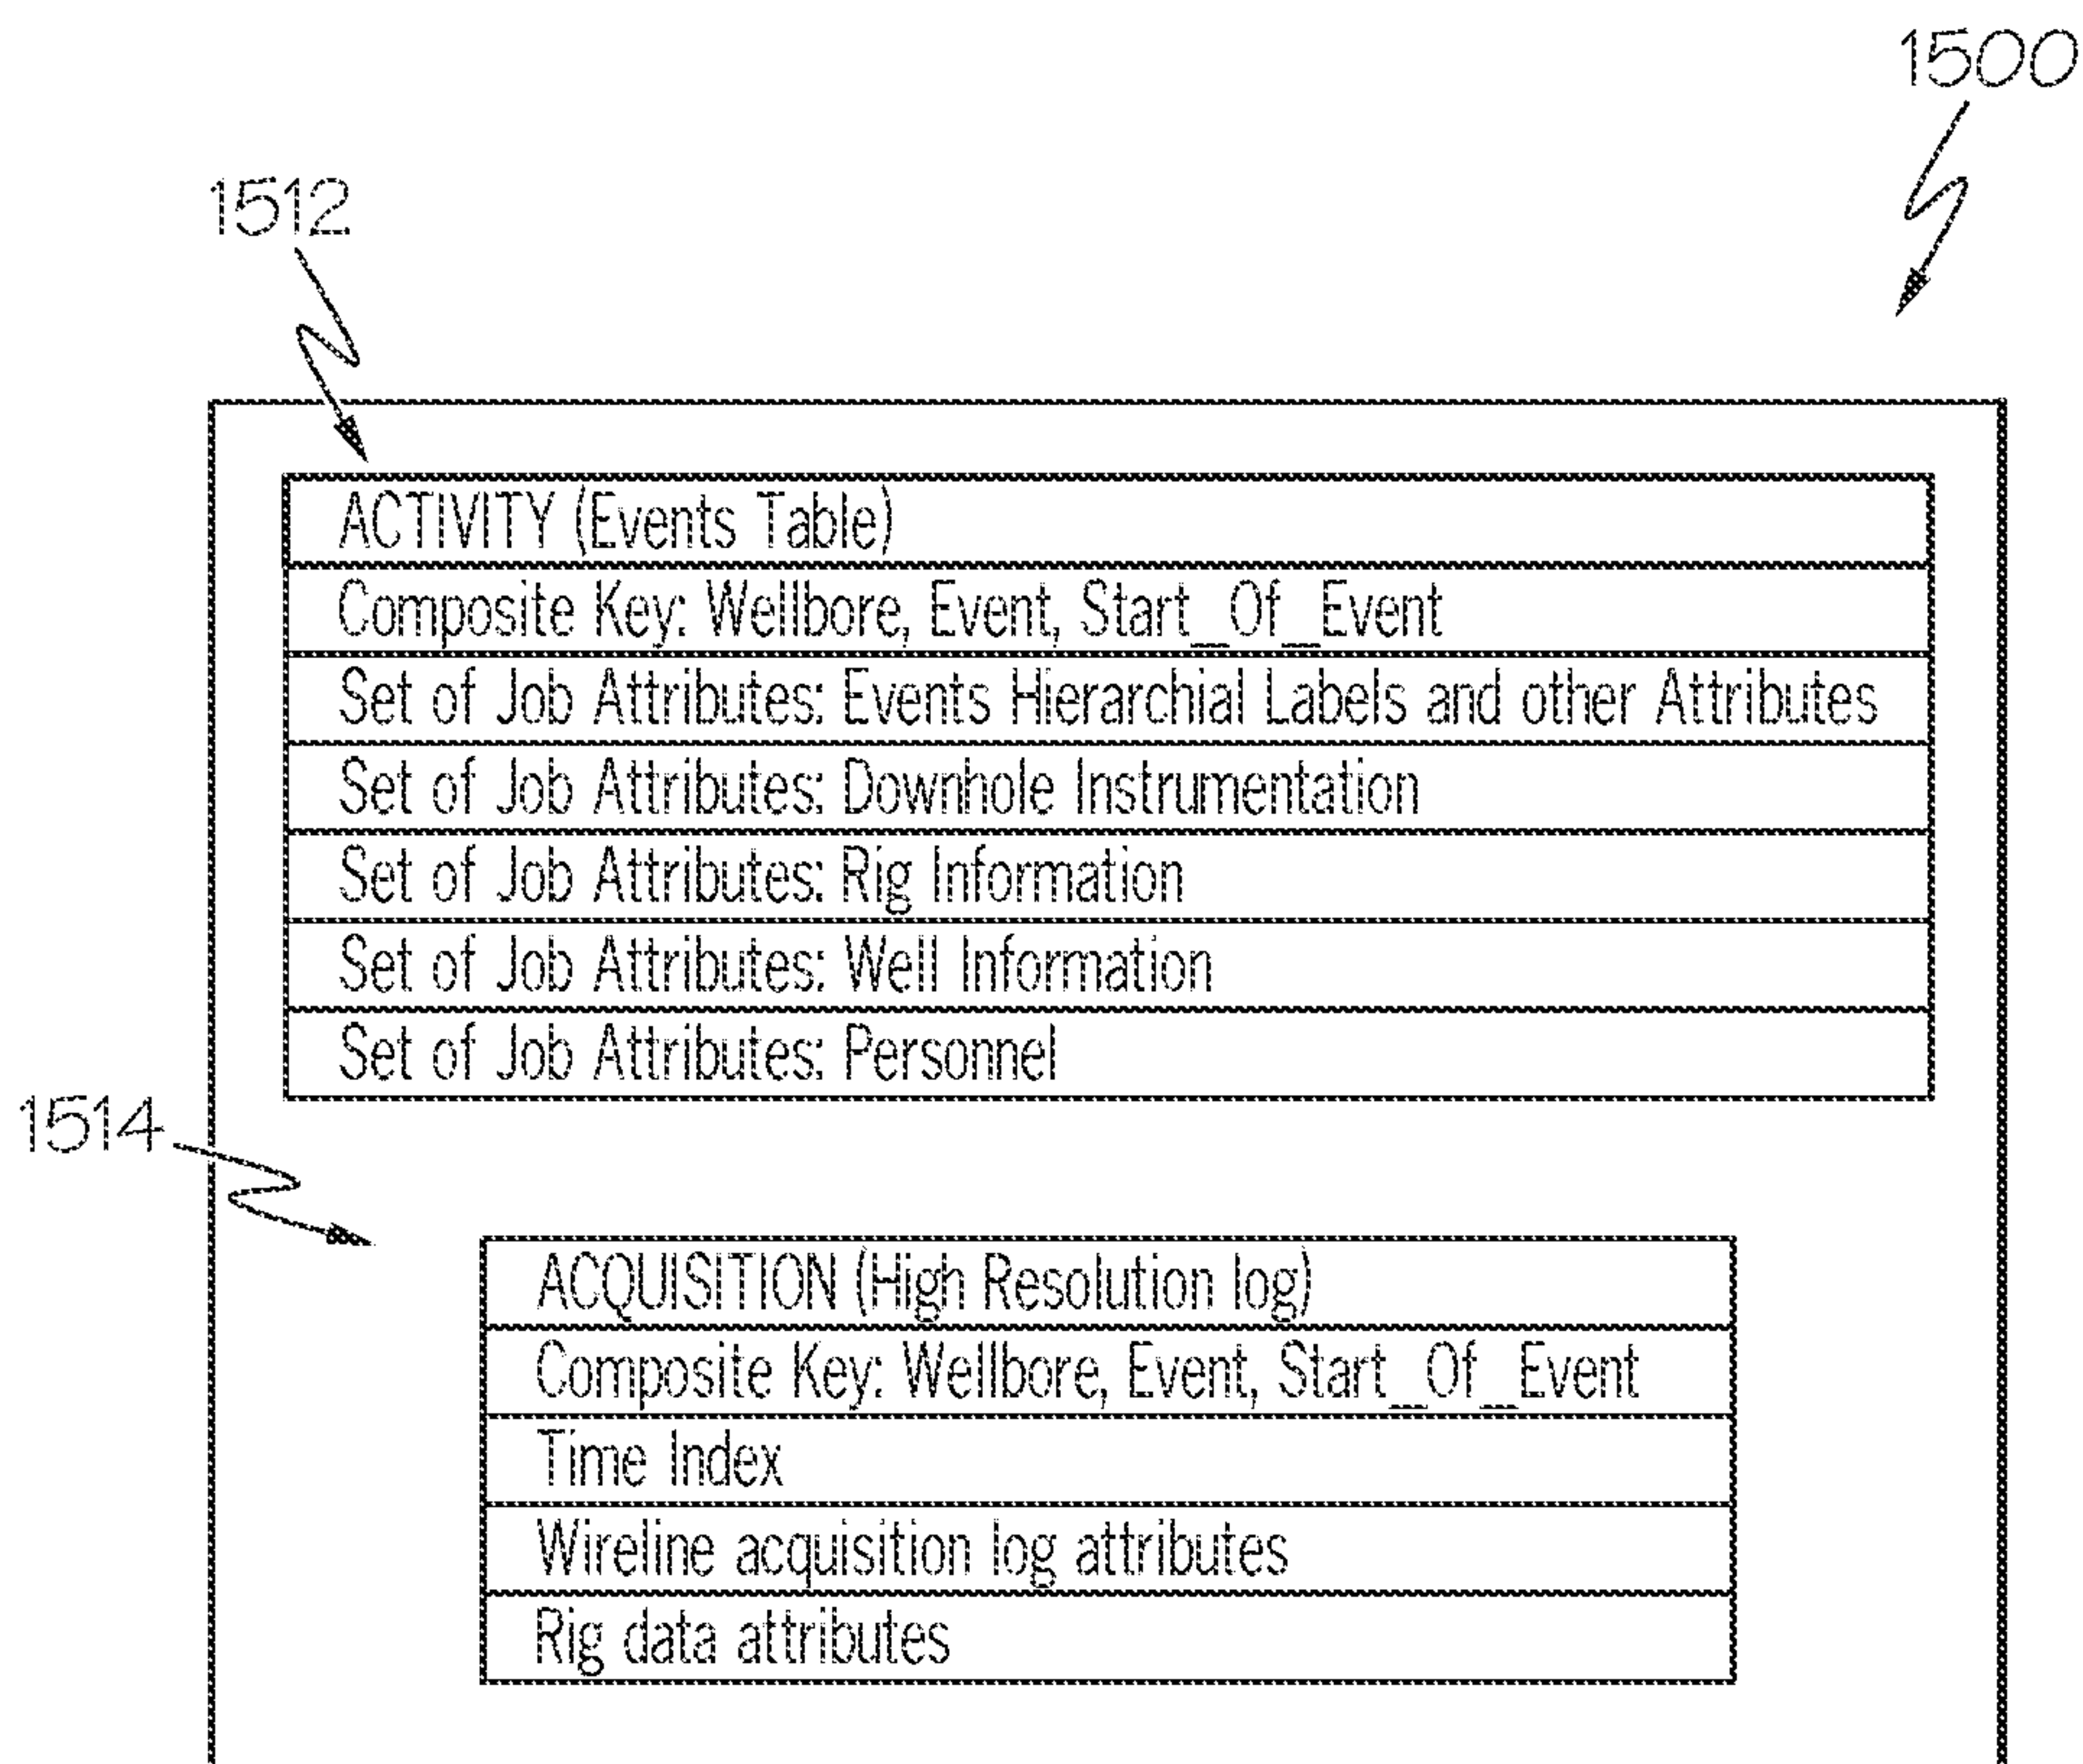 1500
1512
ACTIVITY (Events Table)
Composite Key: Wellbore, Event, Start_Of_Event
Set of Job Attributes: Events Hierarchial Labels and other Attributes
Set of Job Attributes: Downhole Instrumentation
Set of Job Attributes: Rig Information
Set of Job Attributes: Well Information
Set of Job Attributes: Personnel
1514
ACQUISITION (High Resolution log)
Composite Key: Wellbore, Event, Start_Of_Event
Time Index
Wireline acquisition log attributes
Rig data attributes